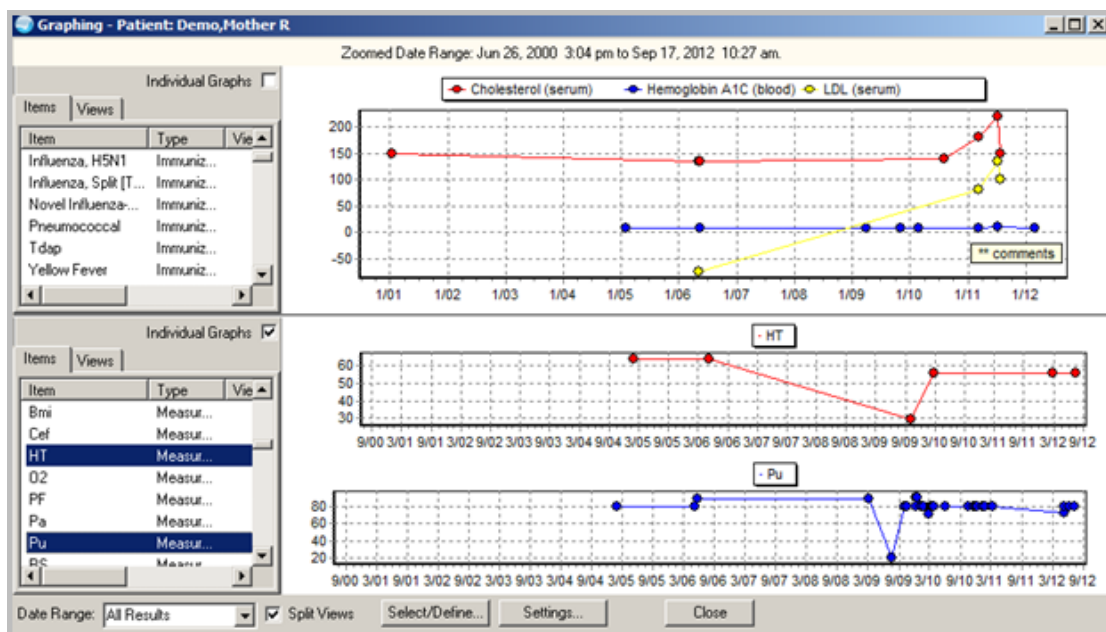 Graphing - Patient: Demo,Mother R
Zoomed Date Range: Jun 26, 2000 3:04 pm to Sep 17, 2012 10:27 am.
Individual Graphs
Items Views
Item Type Vie
Influenza, H5N1 Immuniz...
Influenza, Split [T... Immuniz...
Novel Influenza-... Immuniz...
Pneumococcal Immuniz...
Tdap Immuniz...
Yellow Fever Immuniz...
Cholesterol (serum) Hemoglobin A1C (blood) LDL (serum)
200
150
100
50
0
-50
** comments
1/01 1/02 1/03 1/04 1/05 1/06 1/07 1/08 1/09 1/10 1/11 1/12
Individual Graphs
Items Views
Item Type Vie
Bmi Measur...
Cef Measur...
HT Measur...
O2 Measur...
PF Measur...
Pa Measur...
Pu Measur...
RS Measur...
HT
60
50
40
30
9/00 3/01 9/01 3/02 9/02 3/03 9/03 3/04 9/04 3/05 9/05 3/06 9/06 3/07 9/07 3/08 9/08 3/09 9/09 3/10 9/10 3/11 9/11 3/12 9/12
Pu
80
60
40
20
9/00 3/01 9/01 3/02 9/02 3/03 9/03 3/04 9/04 3/05 9/05 3/06 9/06 3/07 9/07 3/08 9/08 3/09 9/09 3/10 9/10 3/11 9/11 3/12 9/12
Date Range: All Results Split Views Select/Define... Settings... Close